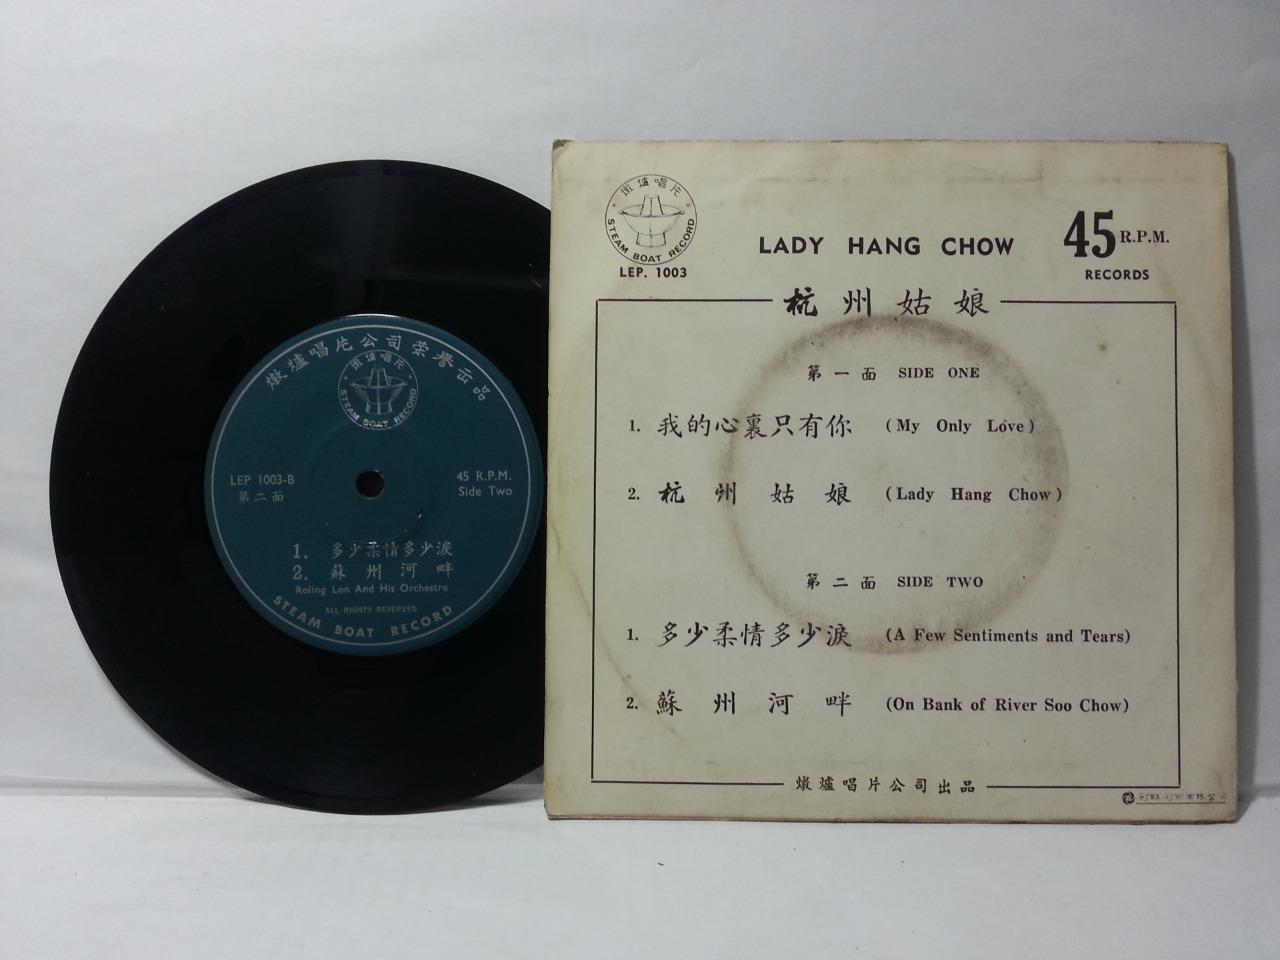 燉爐唱片公司荣譽出品
燉爐唱片
STEAM BOAT RECORD
LEP 1003-B
第二面
45 R.P.M.
Side Two
1. 多少柔情多少淚
2. 蘇州河畔
Roling Lon And His Orchestra
ALL RIGHTS RESERVED
STEAM BOAT RECORD
燉爐唱片
STEAM BOAT RECORD
LEP. 1003
LADY HANG CHOW
45 R.P.M.
RECORDS
杭州姑娘
第一面 SIDE ONE
1. 我的心裏只有你 (My Only Love)
2. 杭州姑娘 (Lady Hang Chow)
第二面 SIDE TWO
1. 多少柔情多少淚 (A Few Sentiments and Tears)
2. 蘇州河畔 (On Bank of River Soo Chow)
燉爐唱片公司出品